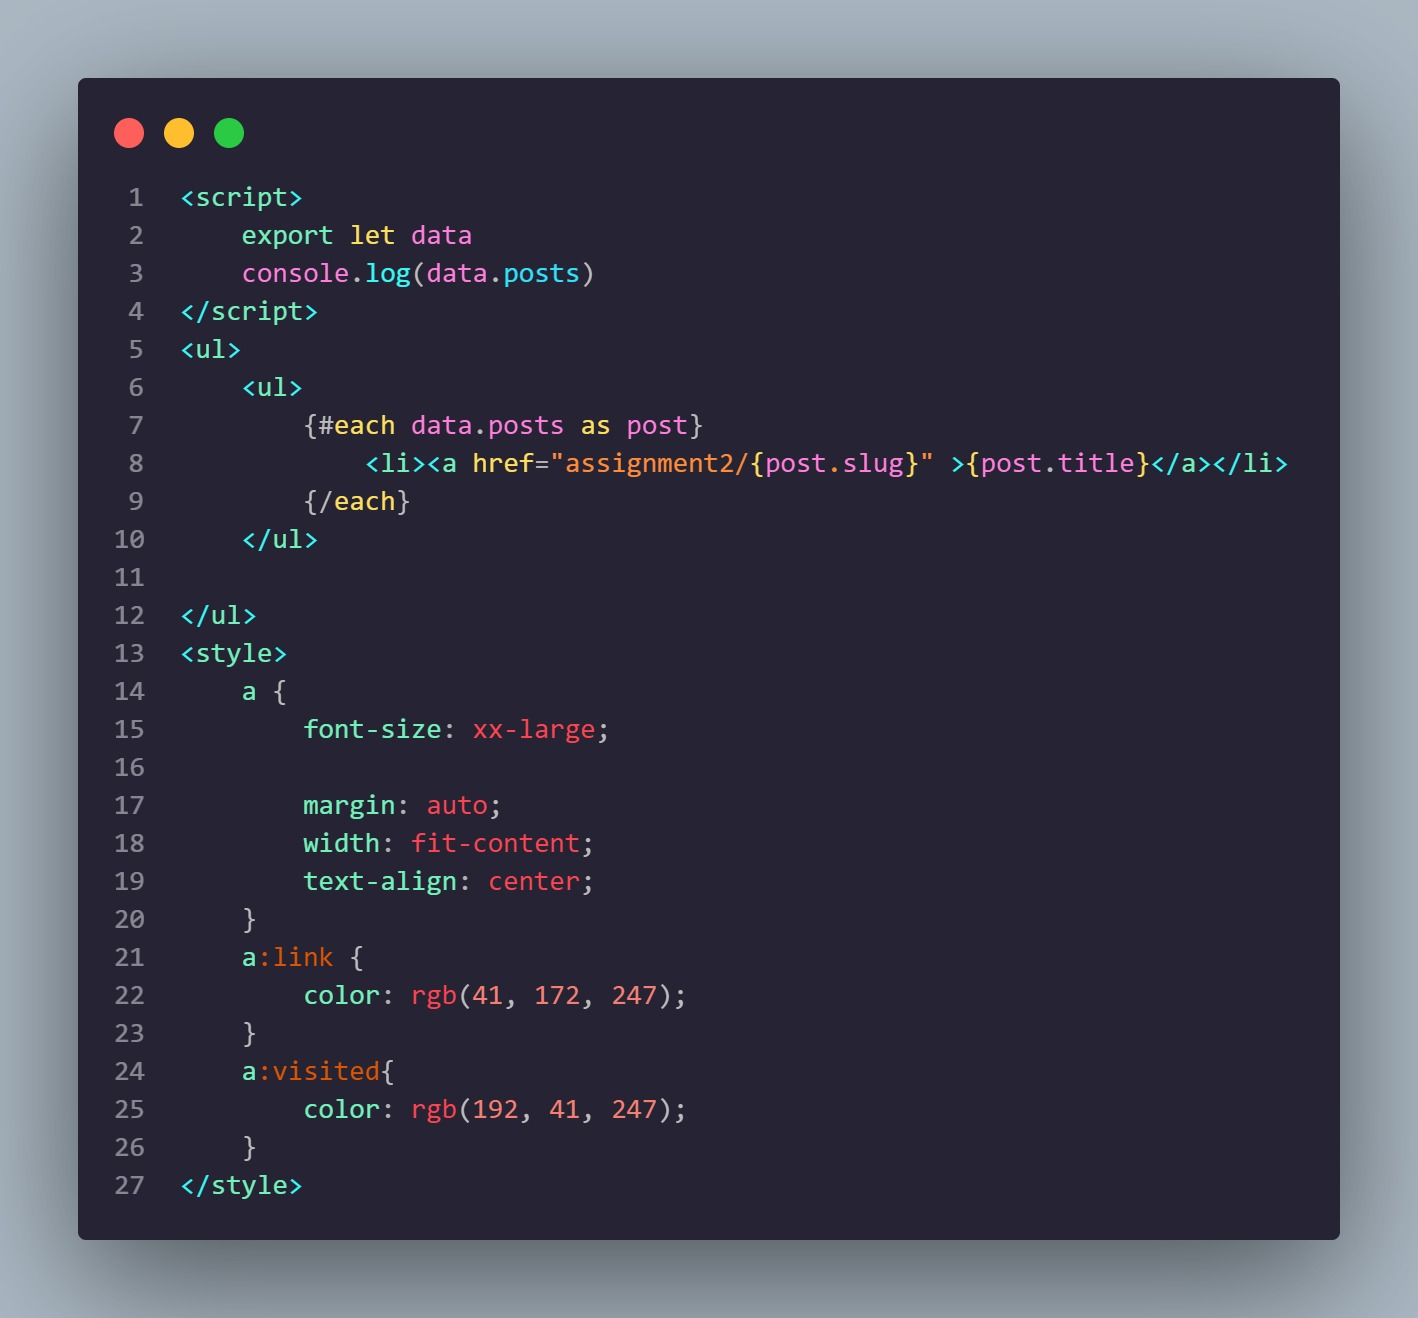 1 <script>
2     export let data
3     console.log(data.posts)
4 </script>
5 <ul>
6     <ul>
7         {#each data.posts as post}
8             <li><a href="assignment2/{post.slug}" >{post.title}</a></li>
9         {/each}
10     </ul>
11
12 </ul>
13 <style>
14     a {
15         font-size: xx-large;
16
17         margin: auto;
18         width: fit-content;
19         text-align: center;
20     }
21     a:link {
22         color: rgb(41, 172, 247);
23     }
24     a:visited{
25         color: rgb(192, 41, 247);
26     }
27 </style>